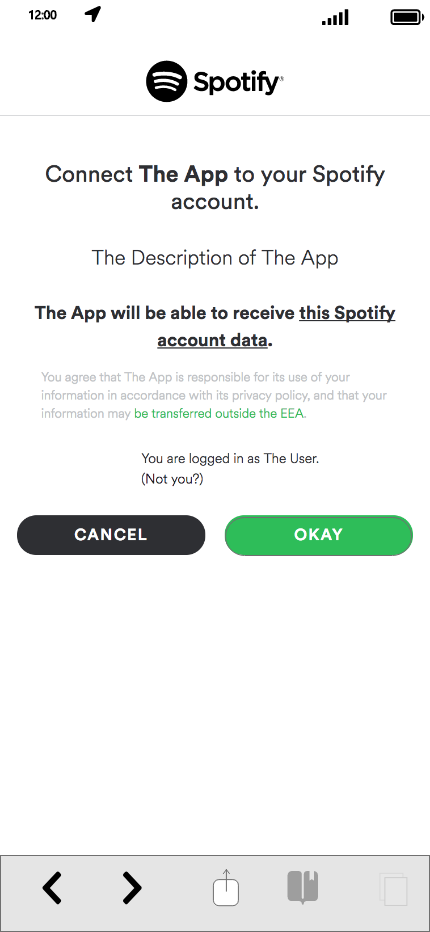 12:00
Spotify
Connect The App to your Spotify
account.
The Description of The App
The App will be able to receive this Spotify
account data.
You agree that The App is responsible for its use of your
information in accordance with its privacy policy, and that your
information may be transferred outside the EEA.
You are logged in as The User.
(Not you?)
CANCEL
OKAY